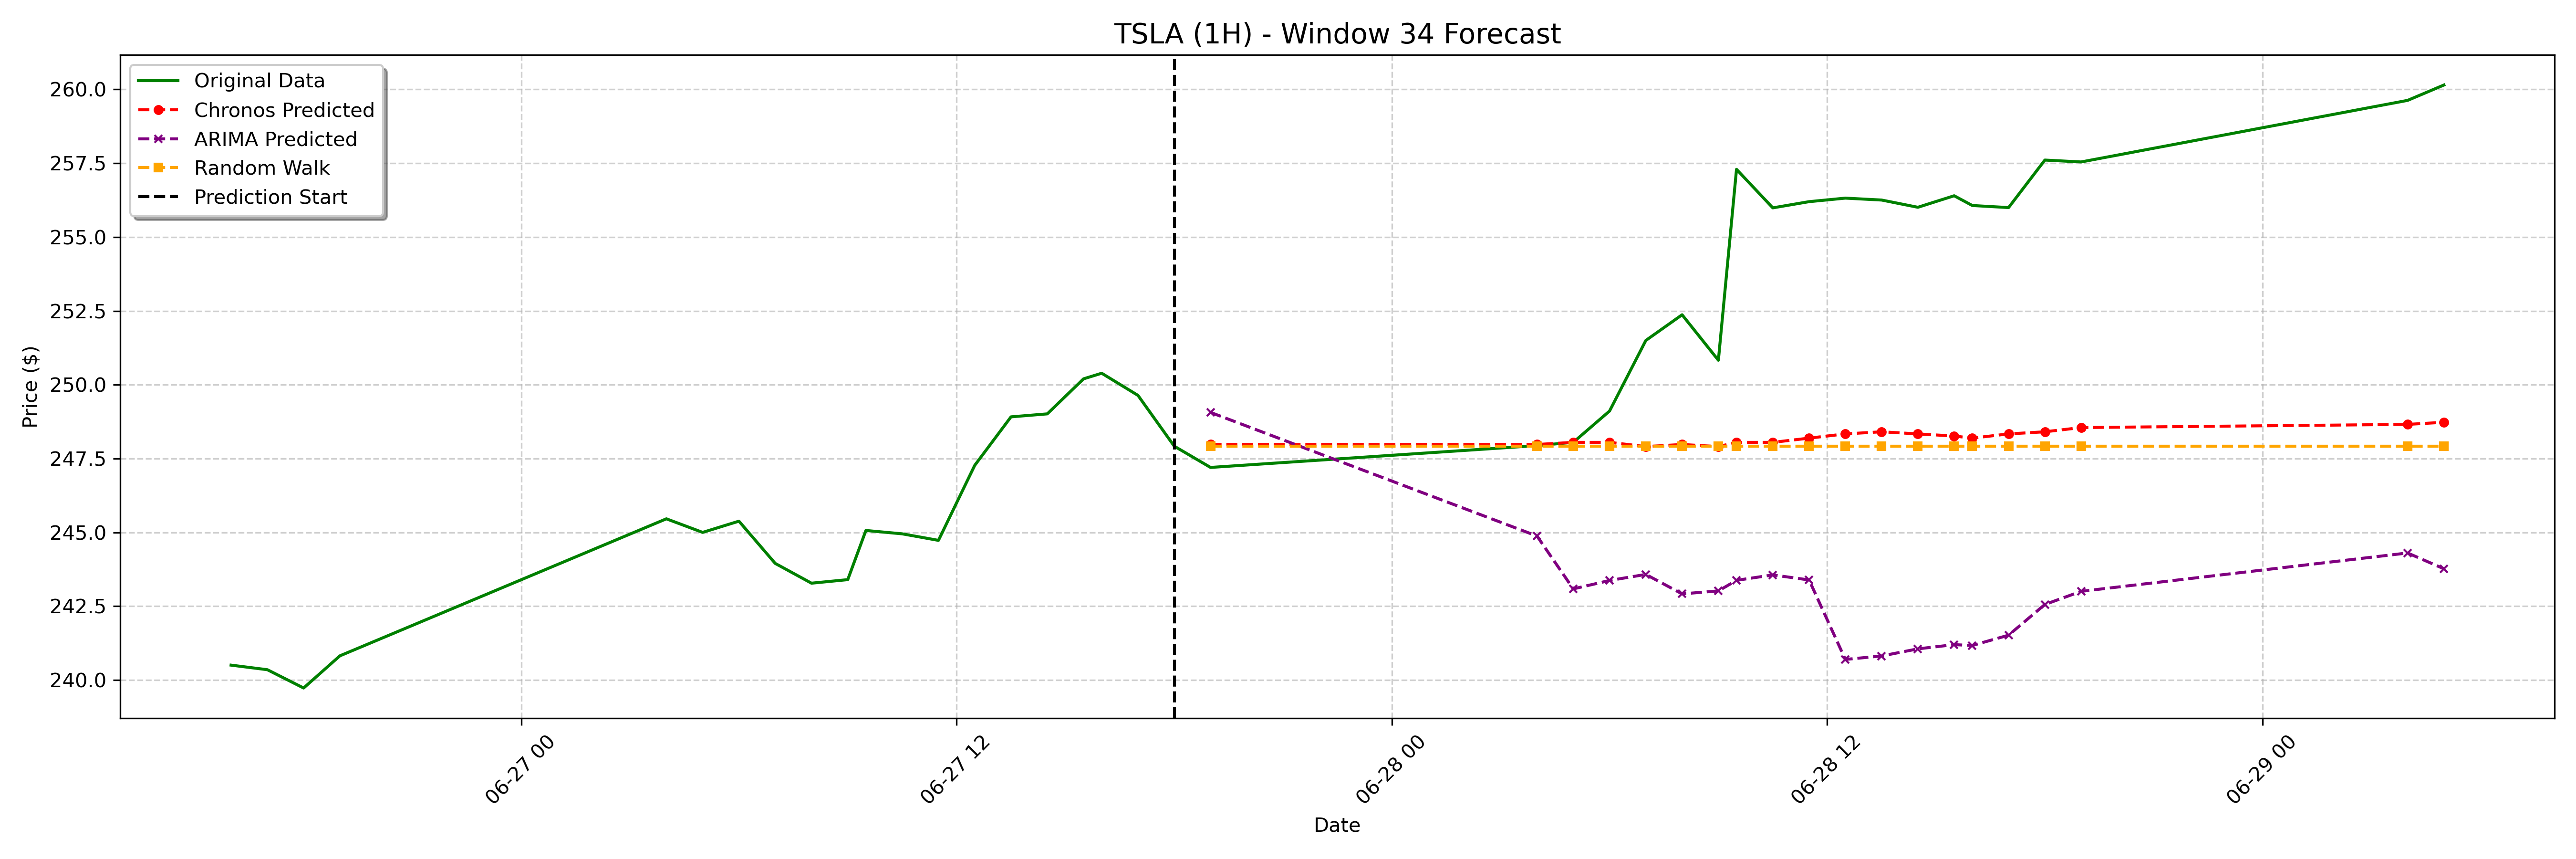 TSLA (1H) - Window 34 Forecast
Original Data
Chronos Predicted
ARIMA Predicted
Random Walk
Prediction Start
Price ($)
260.0
257.5
255.0
252.5
250.0
247.5
245.0
242.5
240.0
06-27 00
06-27 12
06-28 00
06-28 12
06-29 00
Date